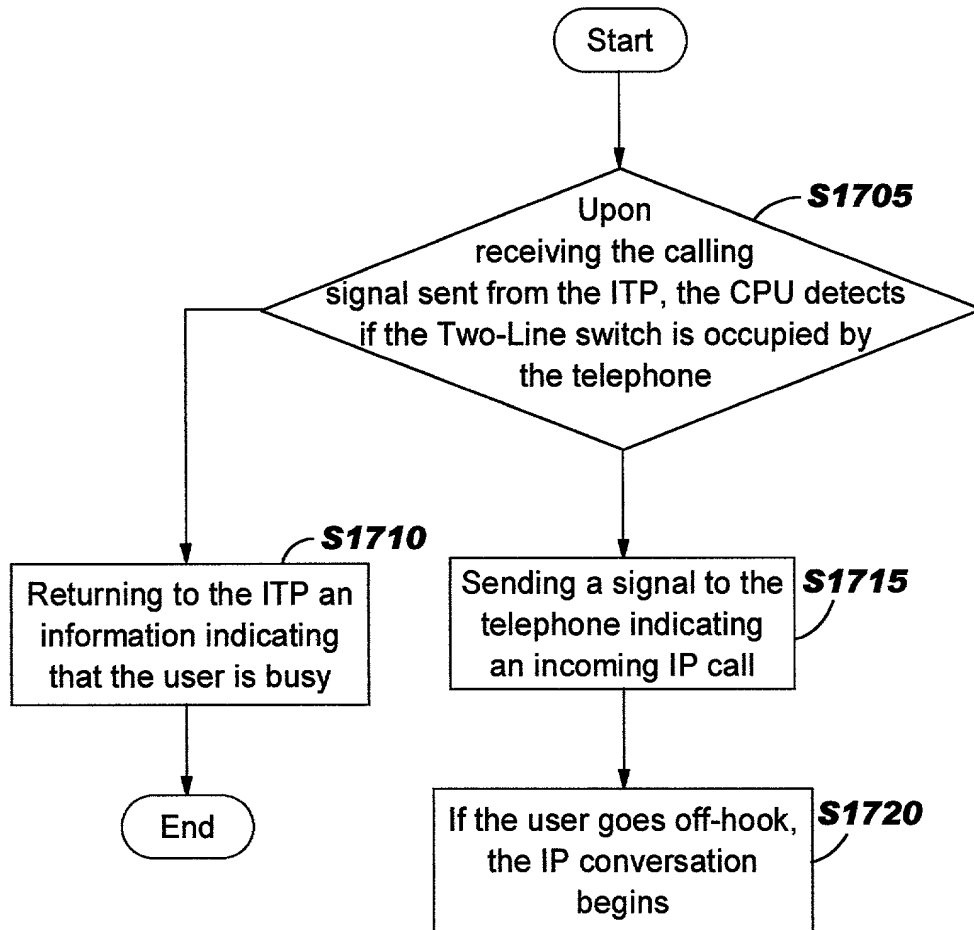 Start
S1705
Upon
receiving the calling
signal sent from the ITP, the CPU detects
if the Two-Line switch is occupied by
the telephone
S1710
Returning to the ITP an
information indicating
that the user is busy
S1715
Sending a signal to the
telephone indicating
an incoming IP call
End
S1720
If the user goes off-hook,
the IP conversation
begins